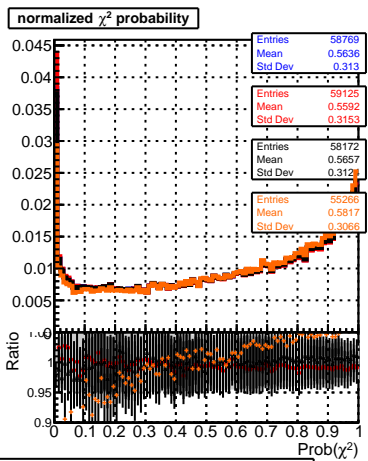 normalized χ² probability
0.045
0.04
0.035
0.03
0.025
0.02
0.015
0.01
0.005
Entries 58769
Mean 0.5636
Std Dev 0.313
Entries 59125
Mean 0.5592
Std Dev 0.3153
Entries 58172
Mean 0.5657
Std Dev 0.312
Entries 55266
Mean 0.5817
Std Dev 0.3066
Ratio
1
0.95
0.9
0 0.1 0.2 0.3 0.4 0.5 0.6 0.7 0.8 0.9 1
Prob(χ²)